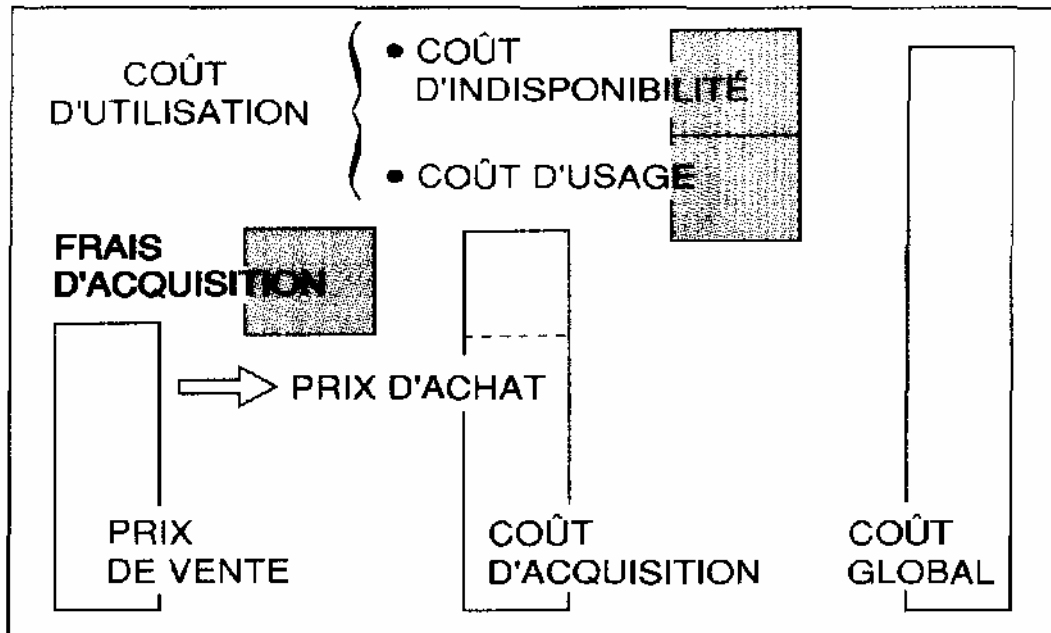 COÛT
D'UTILISATION
• COÛT
D'INDISPONIBILITÉ
• COÛT D'USAGE
FRAIS
D'ACQUISITION
PRIX D'ACHAT
PRIX
DE VENTE
COÛT
D'ACQUISITION
COÛT
GLOBAL